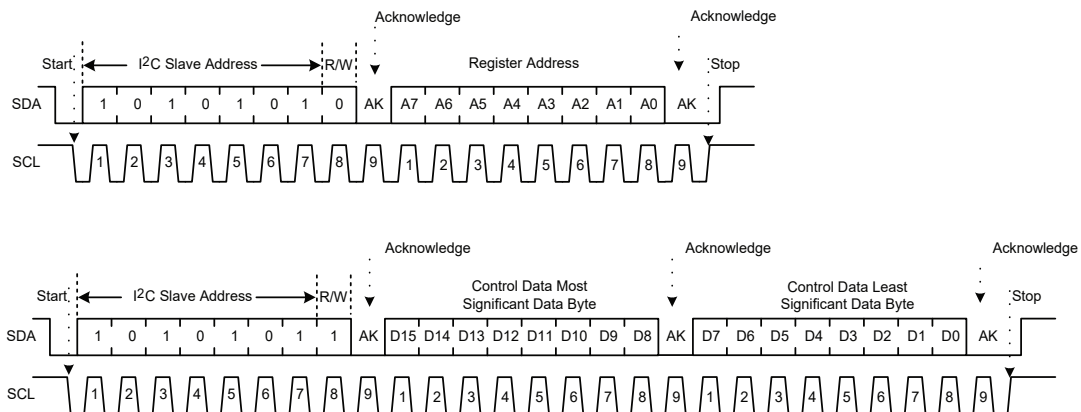 Acknowledge Acknowledge
Start I²C Slave Address R/W Register Address Stop
SDA 1 0 1 0 1 0 1 0 AK A7 A6 A5 A4 A3 A2 A1 A0 AK
SCL 1 2 3 4 5 6 7 8 9 1 2 3 4 5 6 7 8 9
Acknowledge Acknowledge Acknowledge
Start I²C Slave Address R/W Control Data Most Significant Data Byte Control Data Least Significant Data Byte Stop
SDA 1 0 1 0 1 0 1 1 AK D15 D14 D13 D12 D11 D10 D9 D8 AK D7 D6 D5 D4 D3 D2 D1 D0 AK
SCL 1 2 3 4 5 6 7 8 9 1 2 3 4 5 6 7 8 9 1 2 3 4 5 6 7 8 9